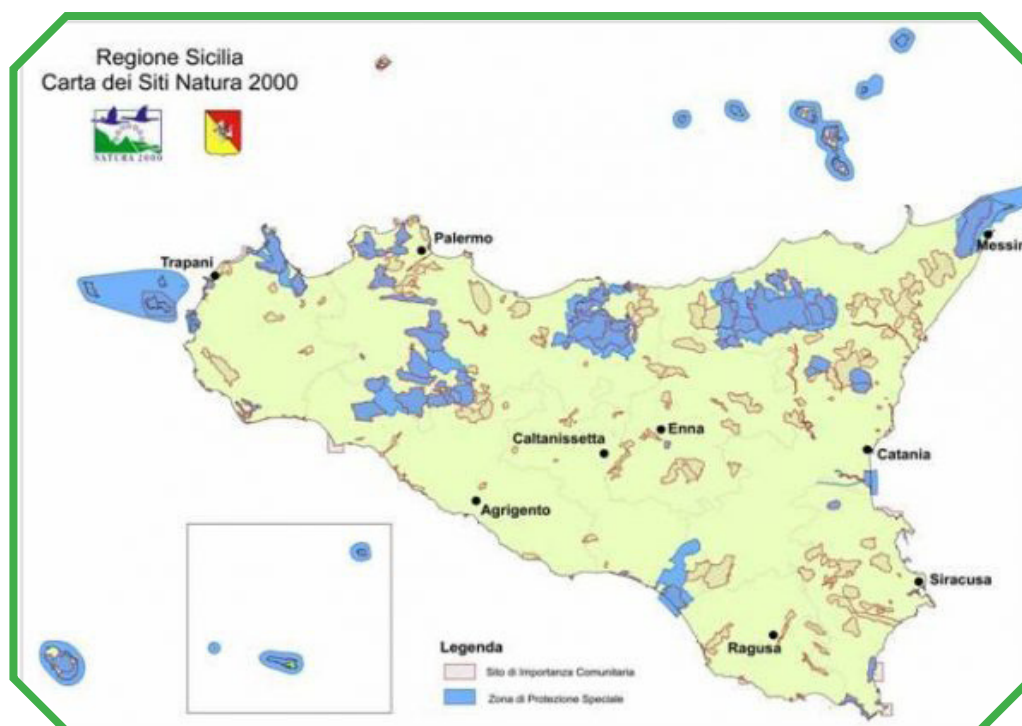 Regione Sicilia
Carta dei Siti Natura 2000
NATURA 2000
Palermo
Trapani
Messin
Enna
Caltanissetta
Catania
Agrigento
Siracusa
Ragusa
Legenda
Sito di Importanza Comunitaria
Zona di Protezione Speciale